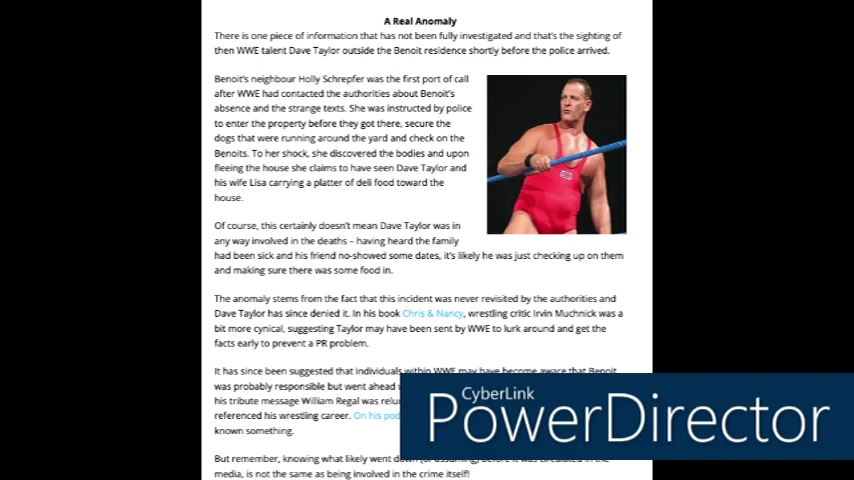 A Real Anomaly
There is one piece of information that has not been fully investigated and that's the sighting of
then WWE talent Dave Taylor outside the Benoit residence shortly before the police arrived.
Benoit's neighbour Holly Schrepfer was the first port of call
after WWE had contacted the authorities about Benoit's
absence and the strange texts. She was instructed by police
to enter the property before they got there, secure the
dogs that were running around the yard and check on the
Benoits. To her shock, she discovered the bodies and upon
fleeing the house she claims to have seen Dave Taylor and
his wife Lisa carrying a platter of deli food toward the
house.
Of course, this certainly doesn't mean Dave Taylor was in
any way involved in the deaths – having heard the family
had been sick and his friend no-showed some dates, it's likely he was just checking up on them
and making sure there was some food in.
The anomaly stems from the fact that this incident was never revisited by the authorities and
Dave Taylor has since denied it. In his book Chris & Nancy, wrestling critic Irvin Muchnick was a
bit more cynical, suggesting Taylor may have been sent by WWE to lurk around and get the
facts early to prevent a PR problem.
It has since been suggested that individuals within WWE may have become aware that Benoit
was probably responsible but went ahead
his tribute message William Regal was
referenced his wrestling career. On his
known something.
But remember, knowing what likely went down (or assuming) before it was circulated in the
media, is not the same as being involved in the crime itself!
CyberLink
PowerDirector